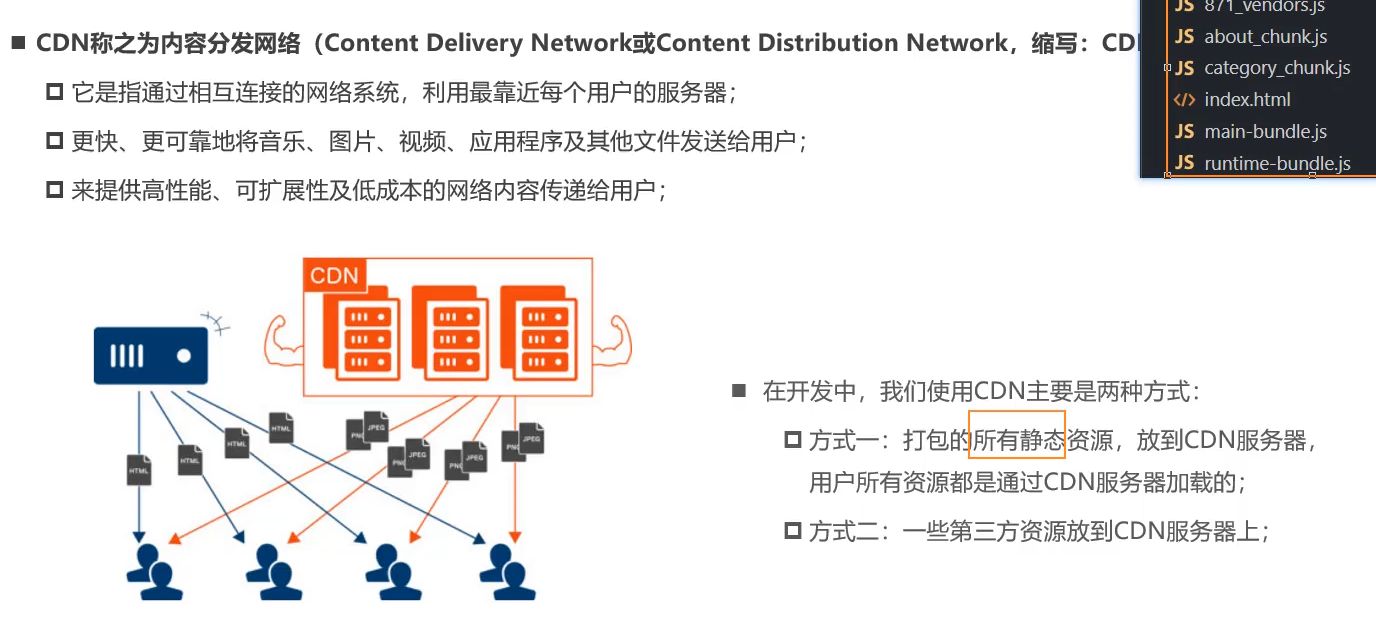 CDN称之为内容分发网络（Content Delivery Network或Content Distribution Network，缩写：CD
它是指通过相互连接的网络系统，利用最靠近每个用户的服务器；
更快、更可靠地将音乐、图片、视频、应用程序及其他文件发送给用户；
来提供高性能、可扩展性及低成本的网络内容传递给用户；
JS 871_vendors.js
JS about_chunk.js
JS category_chunk.js
</> index.html
JS main-bundle.js
JS runtime-bundle.js
CDN
HTML
HTML
HTML
HTML
PNG
JPEG
PNG
JPEG
PNG
JPEG
PNG
JPEG
在开发中，我们使用CDN主要是两种方式：
方式一：打包的所有静态资源，放到CDN服务器，
用户所有资源都是通过CDN服务器加载的；
方式二：一些第三方资源放到CDN服务器上；